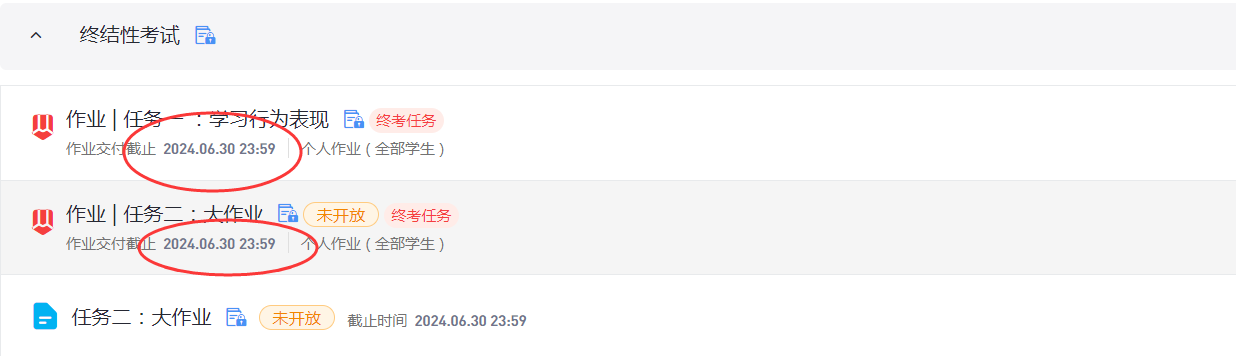 终结性考试
作业 | 任务一 ：学习行为表现 终考任务
作业交付截止 2024.06.30 23:59 个人作业 ( 全部学生 )
作业 | 任务二：大作业 未开放 终考任务
作业交付截止 2024.06.30 23:59 个人作业 ( 全部学生 )
任务二：大作业 未开放 截止时间 2024.06.30 23:59